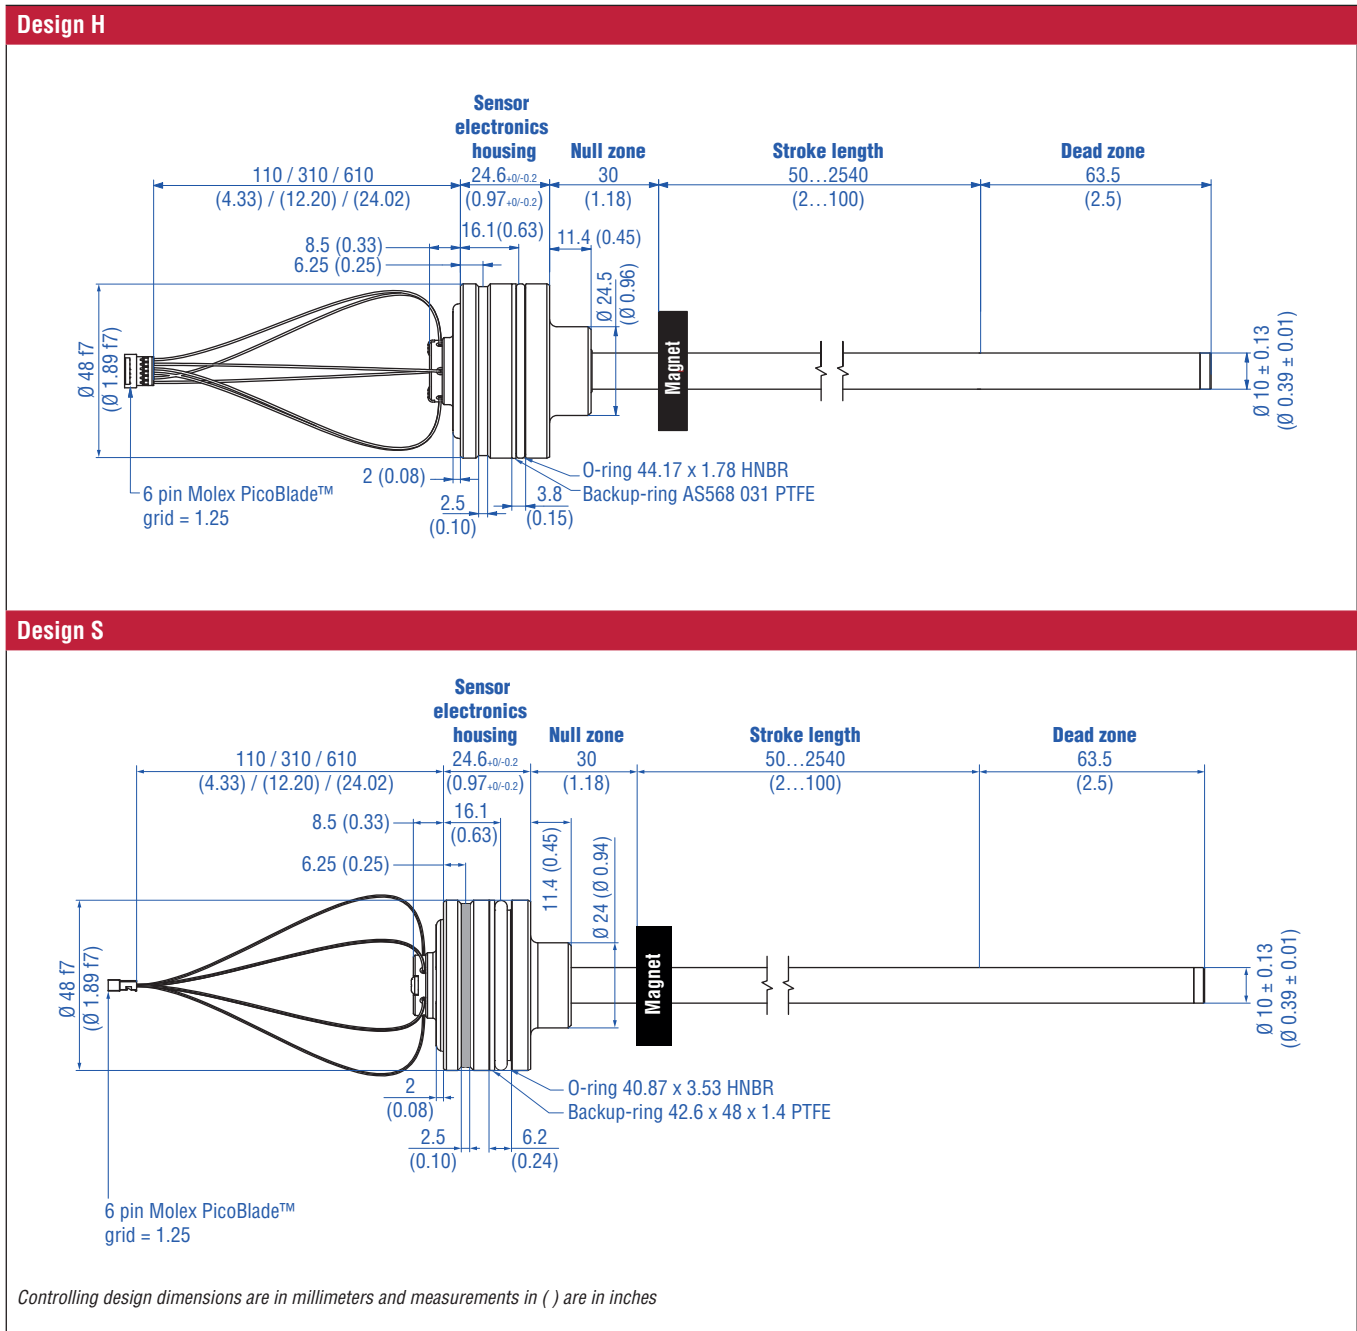 Design H
Sensor
electronics
housing
Null zone
Stroke length
Dead zone
110 / 310 / 610
24.6+0/-0.2
30
50...2540
63.5
(4.33) / (12.20) / (24.02)
(0.97+0/-0.2)
(1.18)
(2...100)
(2.5)
16.1(0.63)
8.5 (0.33)
11.4 (0.45)
6.25 (0.25)
Ø 24.5
(Ø 0.96)
Ø 48 f7
(Ø 1.89 f7)
Magnet
Ø 10 ± 0.13
(Ø 0.39 ± 0.01)
2 (0.08)
O-ring 44.17 x 1.78 HNBR
Backup-ring AS568 031 PTFE
6 pin Molex PicoBlade™
grid = 1.25
2.5
(0.10)
3.8
(0.15)
Design S
Sensor
electronics
housing
Null zone
Stroke length
Dead zone
110 / 310 / 610
24.6+0/-0.2
30
50...2540
63.5
(4.33) / (12.20) / (24.02)
(0.97+0/-0.2)
(1.18)
(2...100)
(2.5)
16.1
(0.63)
8.5 (0.33)
6.25 (0.25)
11.4 (0.45)
Ø 24 (Ø 0.94)
Ø 48 f7
(Ø 1.89 f7)
Magnet
Ø 10 ± 0.13
(Ø 0.39 ± 0.01)
2
(0.08)
O-ring 40.87 x 3.53 HNBR
Backup-ring 42.6 x 48 x 1.4 PTFE
2.5
(0.10)
6.2
(0.24)
6 pin Molex PicoBlade™
grid = 1.25
Controlling design dimensions are in millimeters and measurements in ( ) are in inches